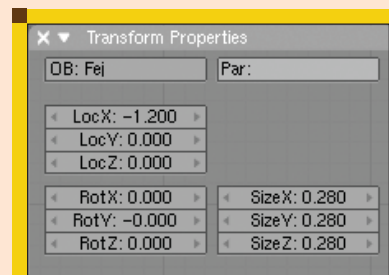 Transform Properties
OB: Fej Par:
LocX: -1.200
LocY: 0.000
LocZ: 0.000
RotX: 0.000 SizeX: 0.280
RotY: -0.000 SizeY: 0.280
RotZ: 0.000 SizeZ: 0.280